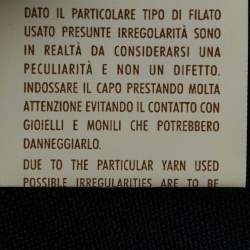 DATO IL PARTICOLARE TIPO DI FILATO
USATO PRESUNTE IRREGOLARITÀ SONO
IN REALTÀ DA CONSIDERARSI UNA
PECULIARITÀ E NON UN DIFETTO.
INDOSSARE IL CAPO PRESTANDO MOLTA
ATTENZIONE EVITANDO IL CONTATTO CON
GIOIELLI E MONILI CHE POTREBBERO
DANNEGGIARLO.
DUE TO THE PARTICULAR YARN USED
POSSIBLE IRREGULARITIES ARE TO BE